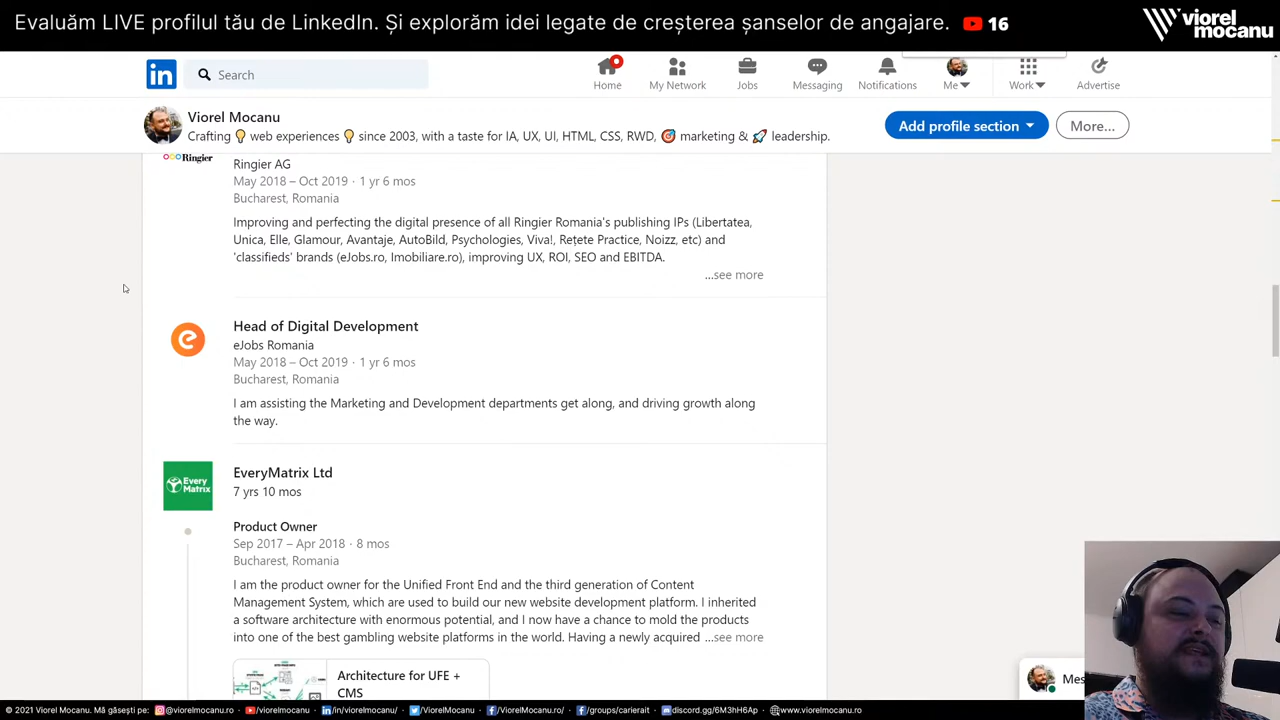 Evaluăm LIVE profilul tău de LinkedIn. Și explorăm idei legate de creșterea șanselor de angajare. 16
viorel
mocanu
in
Search
Home
My Network
Jobs
Messaging
Notifications
Me
Work
Advertise
Viorel Mocanu
Crafting 💡 web experiences 💡 since 2003, with a taste for IA, UX, UI, HTML, CSS, RWD, 🎯 marketing & 🚀 leadership.
Add profile section
More...
Ringier
Ringier AG
May 2018 – Oct 2019 · 1 yr 6 mos
Bucharest, Romania
Improving and perfecting the digital presence of all Ringier Romania's publishing IPs (Libertatea,
Unica, Elle, Glamour, Avantaje, AutoBild, Psychologies, Viva!, Rețete Practice, Noizz, etc) and
'classifieds' brands (eJobs.ro, Imobiliare.ro), improving UX, ROI, SEO and EBITDA.
...see more
e
Head of Digital Development
eJobs Romania
May 2018 – Oct 2019 · 1 yr 6 mos
Bucharest, Romania
I am assisting the Marketing and Development departments get along, and driving growth along
the way.
Every
Matrix
EveryMatrix Ltd
7 yrs 10 mos
Product Owner
Sep 2017 – Apr 2018 · 8 mos
Bucharest, Romania
I am the product owner for the Unified Front End and the third generation of Content
Management System, which are used to build our new website development platform. I inherited
a software architecture with enormous potential, and I now have a chance to mold the products
into one of the best gambling website platforms in the world. Having a newly acquired ...see more
Architecture for UFE +
CMS
Mes
© 2021 Viorel Mocanu. Mă găsești pe: @viorelmocanu.ro /viorelmocanu /in/viorelmocanu/ /ViorelMocanu /ViorelMocanu.ro/ /groups/carierait discord.gg/6M3hH6Ap www.viorelmocanu.ro